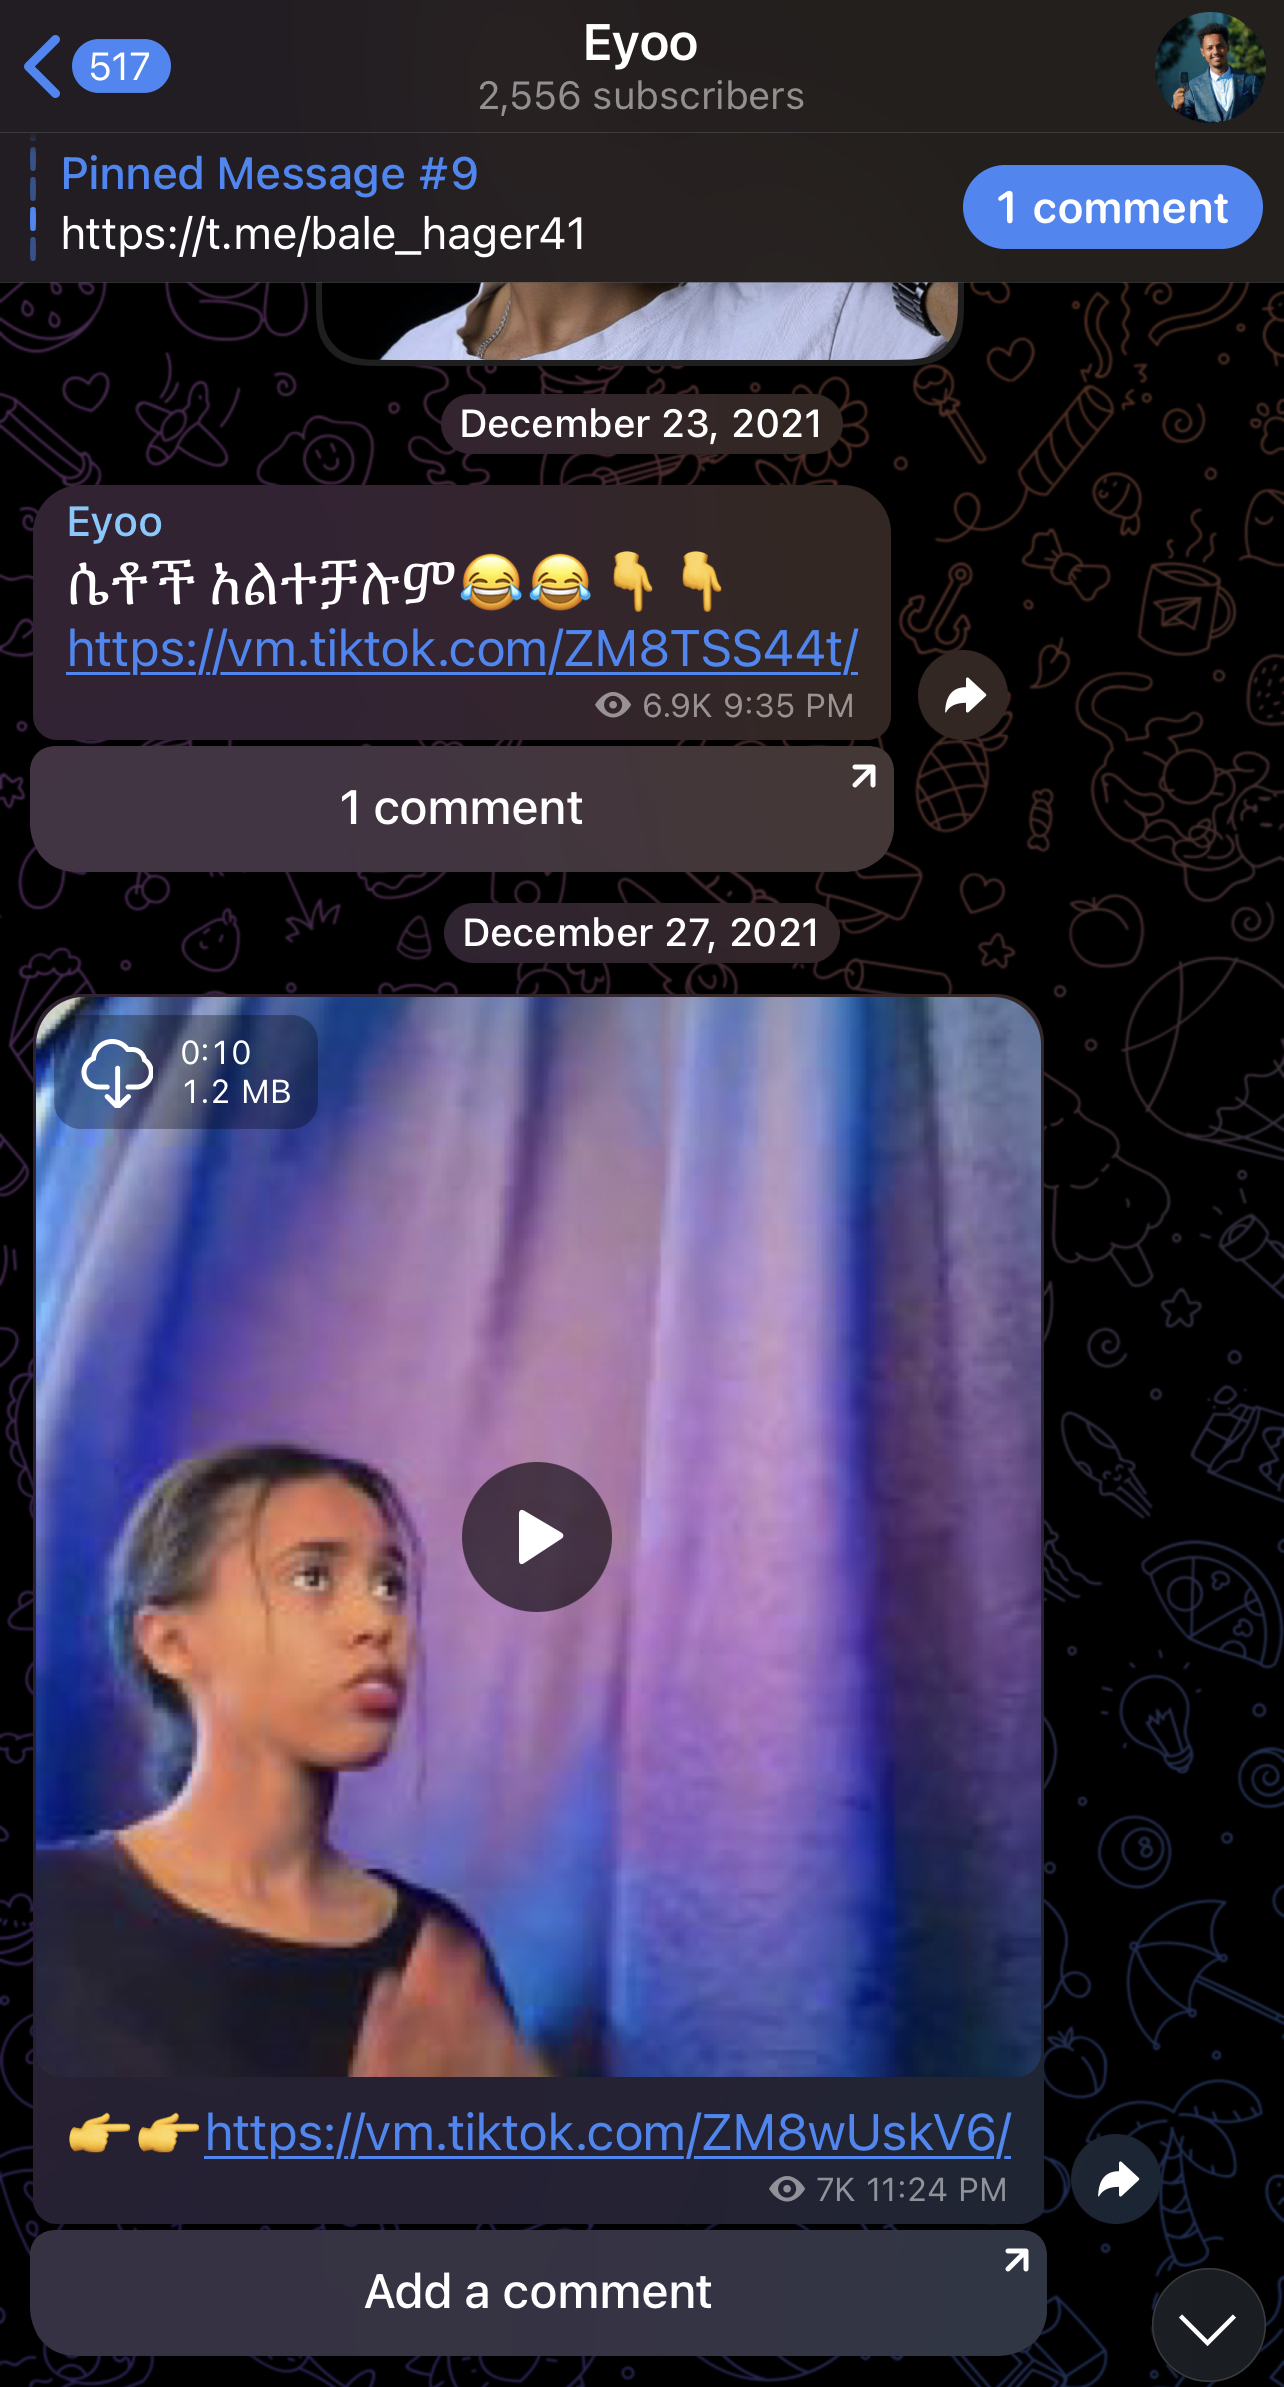 517
Eyoo
2,556 subscribers
Pinned Message #9
https://t.me/bale_hager41
1 comment
December 23, 2021
Eyoo
ሴቶች አልተቻሉም😂😂👇👇
https://vm.tiktok.com/ZM8TSS44t/
6.9K 9:35 PM
1 comment
December 27, 2021
0:10
1.2 MB
👉👉https://vm.tiktok.com/ZM8wUskV6/
7K 11:24 PM
Add a comment